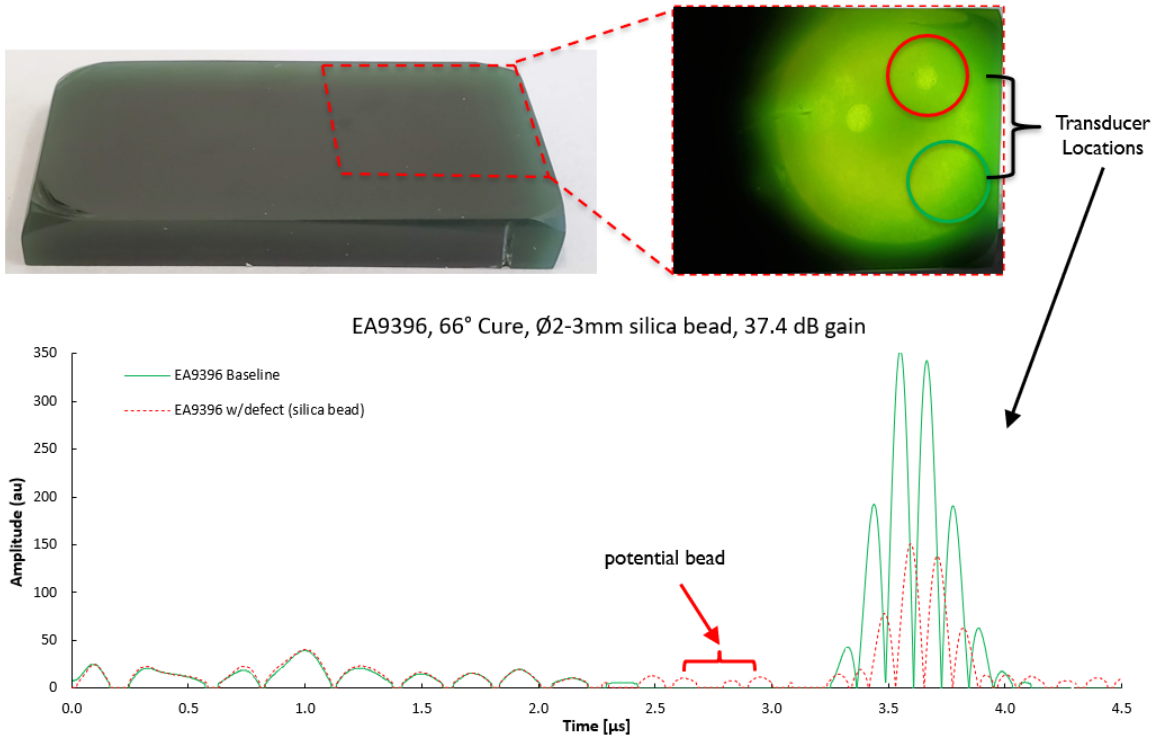 Transducer
Locations
EA9396, 66° Cure, Ø2-3mm silica bead, 37.4 dB gain
EA9396 Baseline
EA9396 w/defect (silica bead)
potential bead
Amplitude (au)
350
300
250
200
150
100
50
0
0.0 0.5 1.0 1.5 2.0 2.5 3.0 3.5 4.0 4.5
Time [µs]